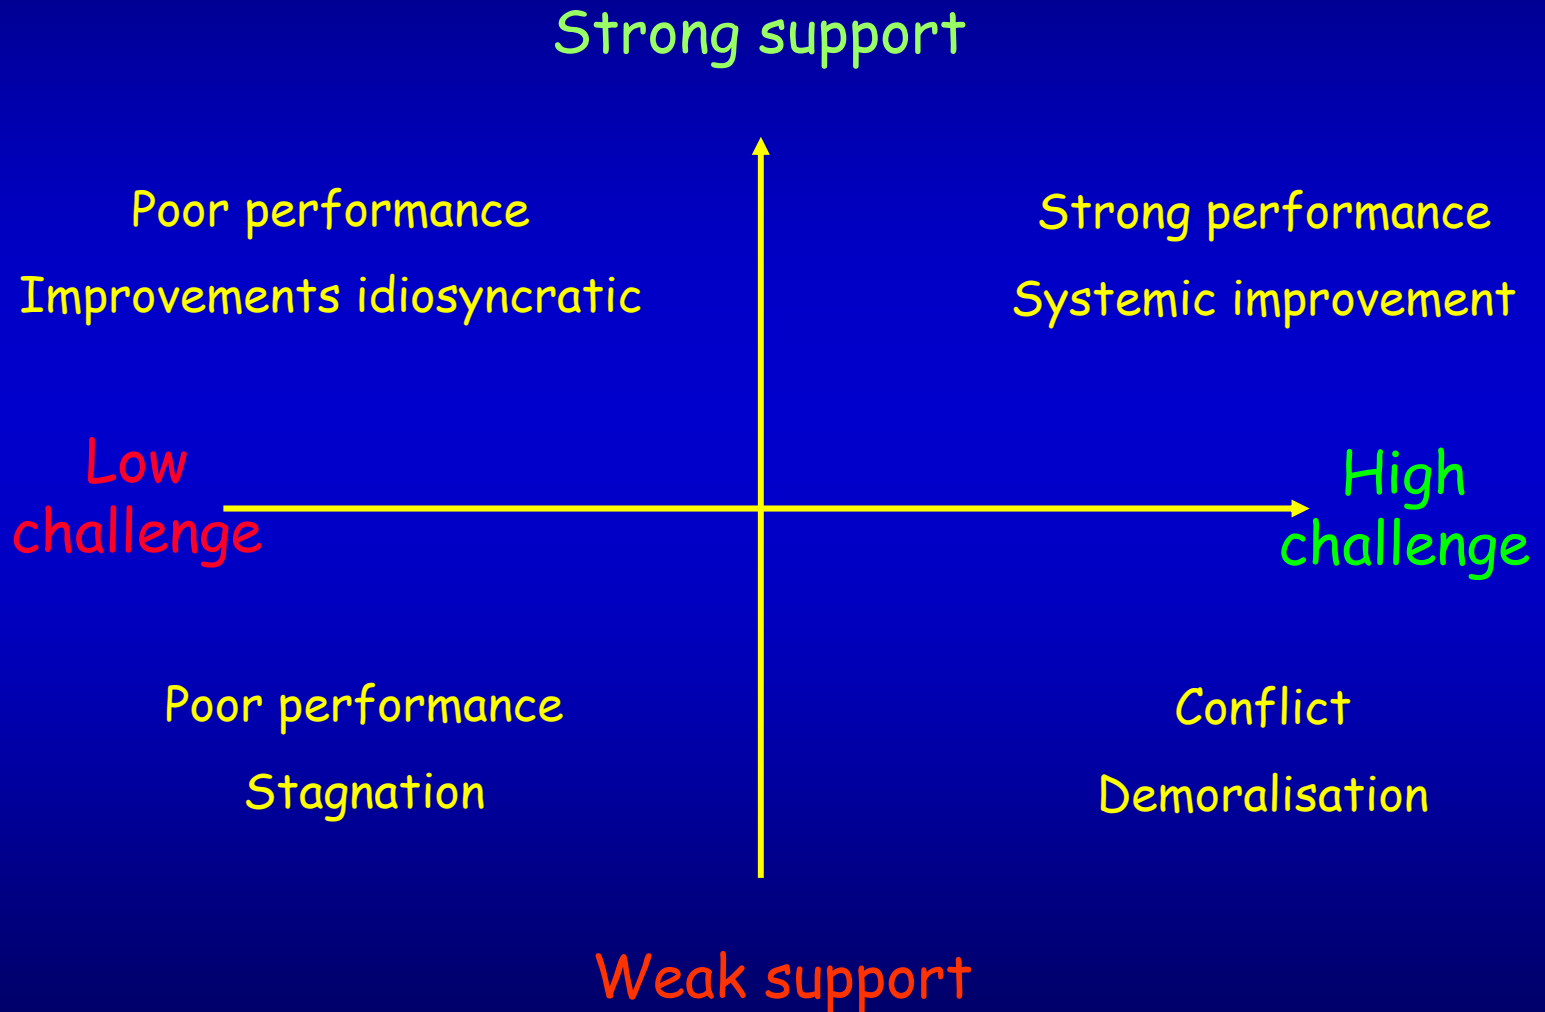 Strong support
Poor performance
Improvements idiosyncratic
Strong performance
Systemic improvement
Low
challenge
High
challenge
Poor performance
Stagnation
Conflict
Demoralisation
Weak support